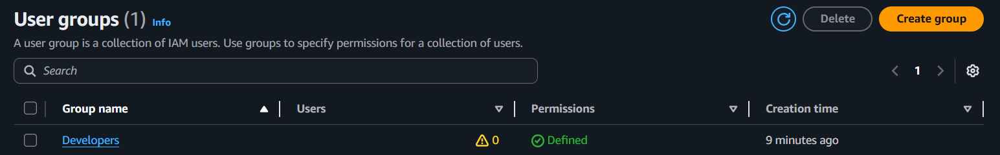 User groups (1) Info
Delete
Create group
A user group is a collection of IAM users. Use groups to specify permissions for a collection of users.
Search
1
Group name Users Permissions Creation time
Developers 0 Defined 9 minutes ago